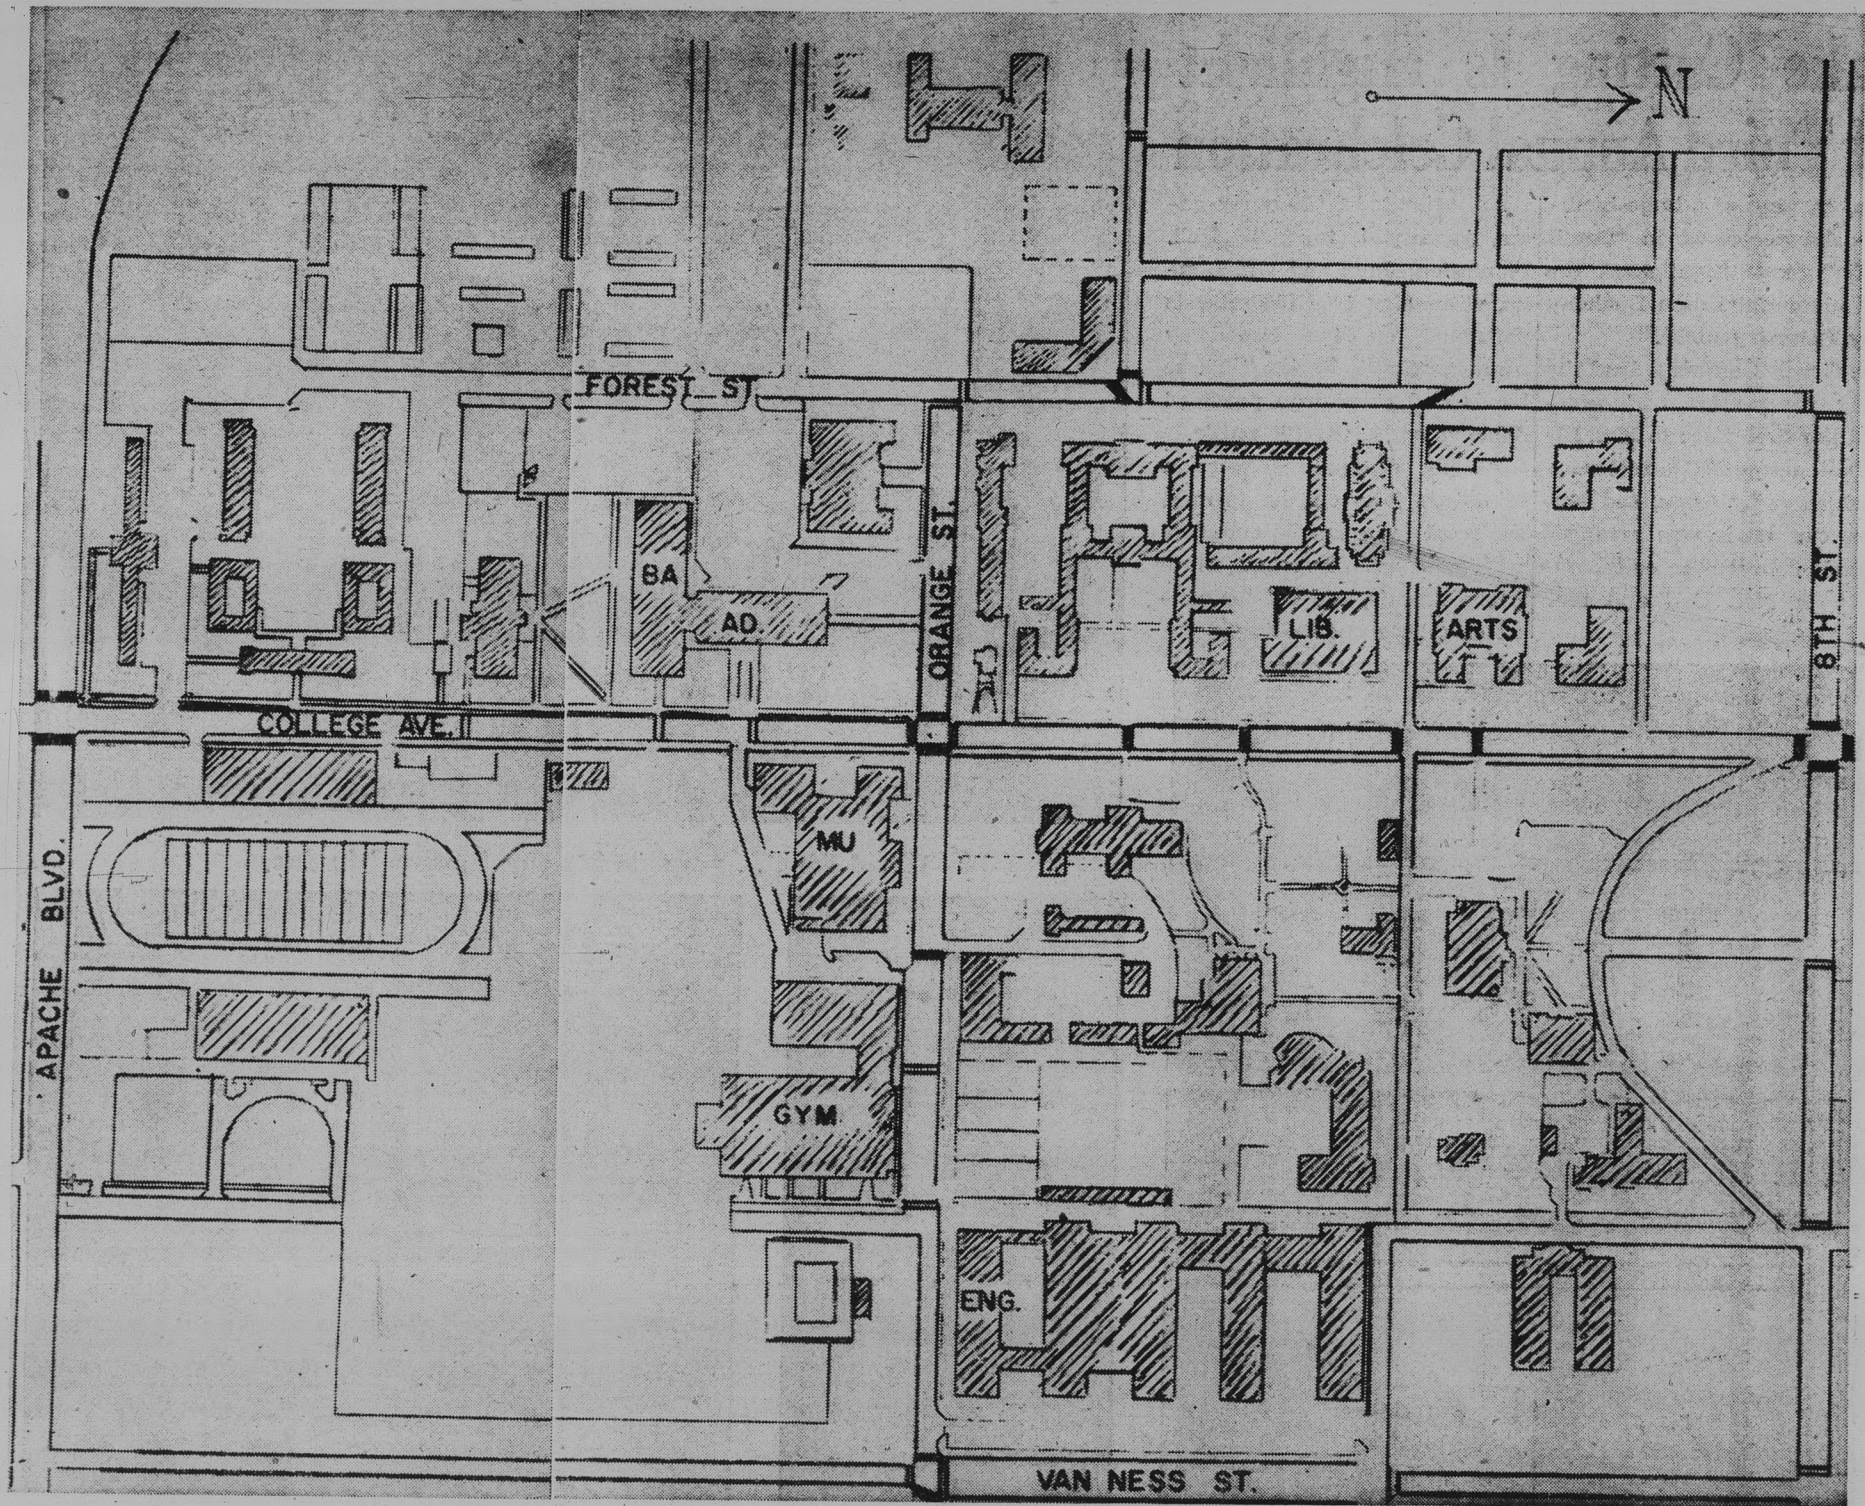 N
FOREST ST
BA
AD.
ORANGE ST.
LIB.
ARTS
8TH ST.
COLLEGE AVE.
MU
APACHE BLVD.
GYM
ENG.
VAN NESS ST.